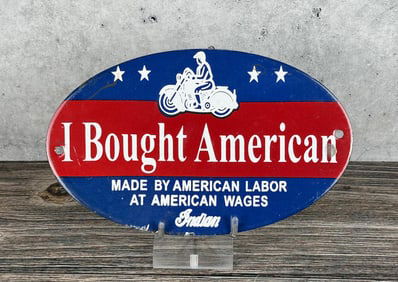 I Bought American
MADE BY AMERICAN LABOR
AT AMERICAN WAGES
Indian